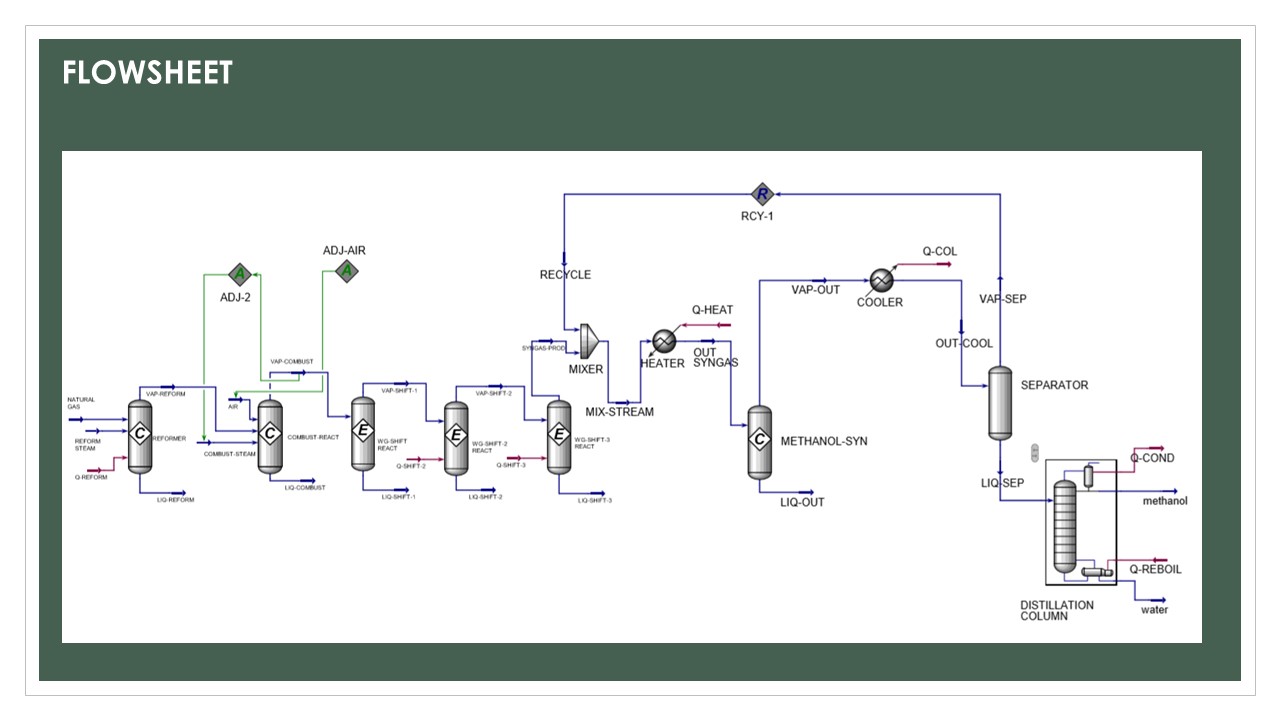 FLOWSHEET
ADJ-AIR
A
A
ADJ-2
R
RCY-1
RECYCLE
Q-COL
VAP-OUT
COOLER
VAP-SEP
Q-HEAT
OUT-COOL
SYNGAS-PROD
HEATER
OUT
SYNGAS
MIXER
VAP-COMBUST
MIX-STREAM
SEPARATOR
VAP-REFORM
VAP-SHIFT-1
VAP-SHIFT-2
NATURAL
GAS
AIR
C
REFORMER
REFORM
STEAM
C
COMBUST-REACT
COMBUST-STEAM
E
WG-SHIFT
REACT
E
WG-SHIFT-2
REACT
E
WG-SHIFT-3
REACT
C
METHANOL-SYN
Q-REFORM
Q-SHIFT-2
Q-SHIFT-3
LIQ-REFORM
LIQ-COMBUST
LIQ-SHIFT-1
LIQ-SHIFT-2
LIQ-SHIFT-3
LIQ-OUT
LIQ-SEP
Q-COND
methanol
Q-REBOIL
water
DISTILLATION
COLUMN